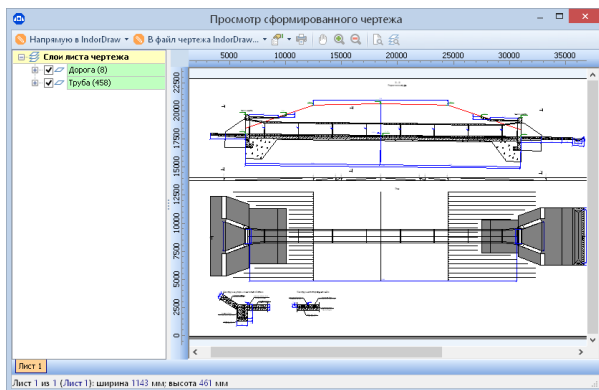 Просмотр сформированного чертежа
Напрямую в IndorDraw В файл чертежа IndorDraw...
Слои листа чертежа
Дорога (8)
Труба (458)
5000 10000 15000 20000 25000 30000 35000
22500
20000
17500
15000
12500
10000
7500
5000
2500
0
Лист 1
Лист 1 из 1 (Лист 1): ширина 1143 мм; высота 461 мм